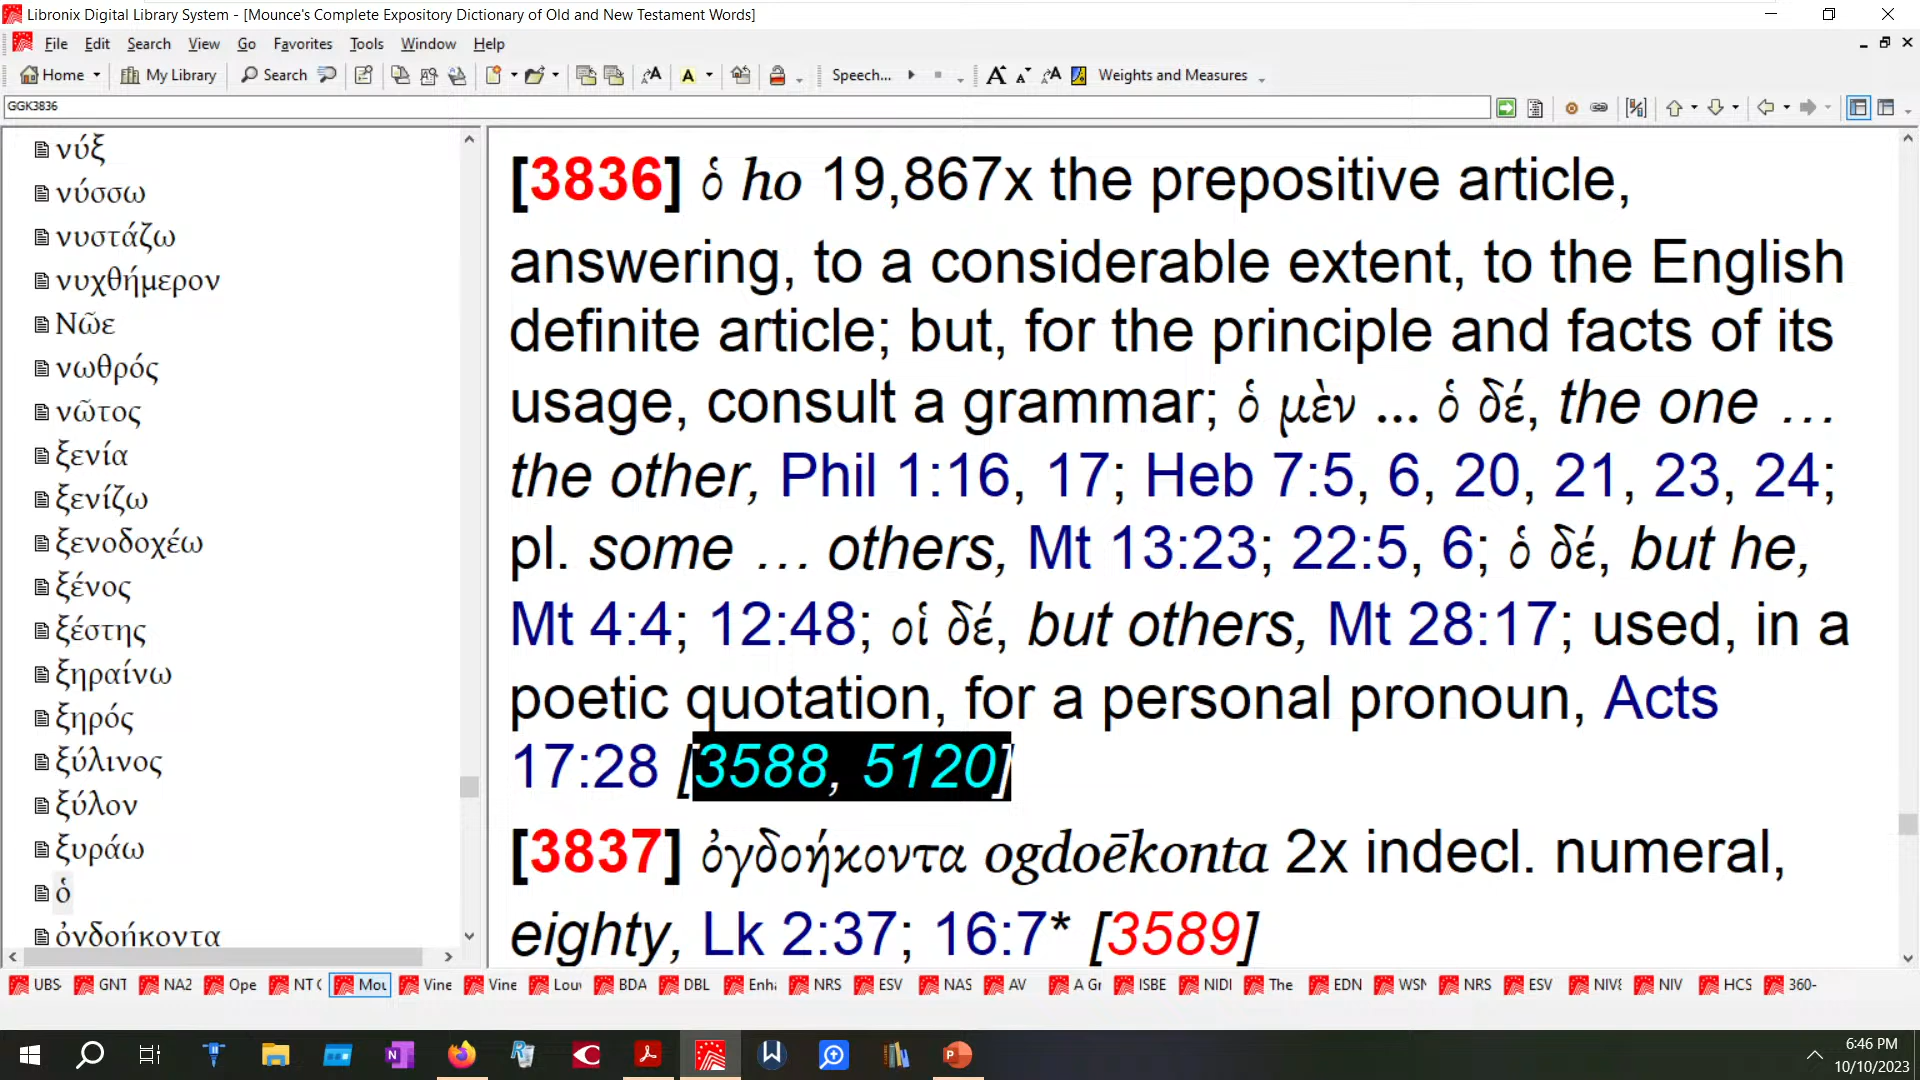 Libronix Digital Library System - [Mounce's Complete Expository Dictionary of Old and New Testament Words]
File Edit Search View Go Favorites Tools Window Help
Home My Library Search Speech... Weights and Measures
GGK3836
νύξ
νύσσω
νυστάζω
νυχθήμερον
Νῶε
νωθρός
νῶτος
ξενία
ξενίζω
ξενοδοχέω
ξένος
ξέστης
ξηραίνω
ξηρός
ξύλινος
ξύλον
ξυράω
ὁ
ὀγδοήκοντα
[3836] ὁ ho 19,867x the prepositive article,
answering, to a considerable extent, to the English
definite article; but, for the principle and facts of its
usage, consult a grammar; ὁ μὲν ... ὁ δέ, the one …
the other, Phil 1:16, 17; Heb 7:5, 6, 20, 21, 23, 24;
pl. some … others, Mt 13:23; 22:5, 6; ὁ δέ, but he,
Mt 4:4; 12:48; οἱ δέ, but others, Mt 28:17; used, in a
poetic quotation, for a personal pronoun, Acts
17:28 [3588, 5120]
[3837] ὀγδοήκοντα ogdoēkonta 2x indecl. numeral,
eighty, Lk 2:37; 16:7* [3589]
UBS GNT NA2 Ope NT Mou Vine Vine Lou BDA DBL Enha NRS ESV NAS AV A Gr ISBE NIDI The EDN WSN NRS ESV NIV NIV HCS 360-
6:46 PM
10/10/2023